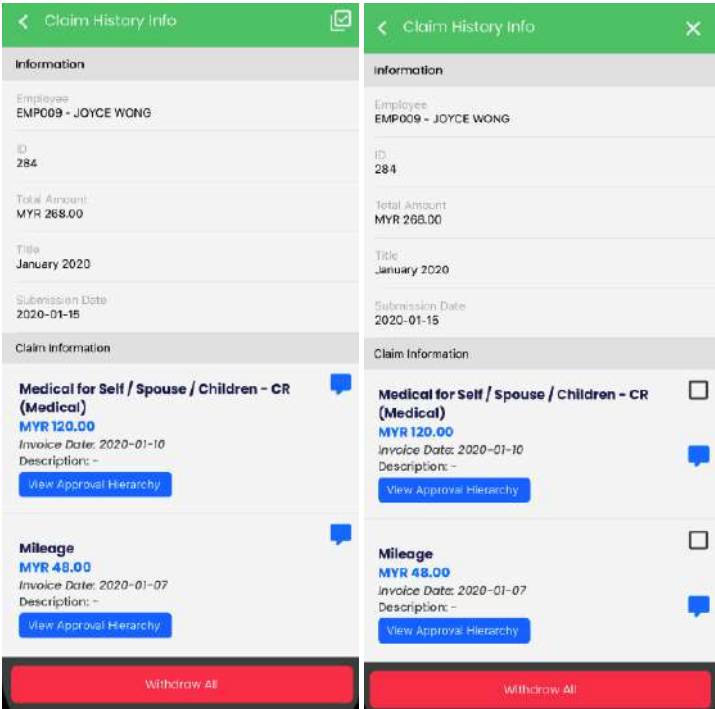 Claim History Info
Information
Employee
EMP009 - JOYCE WONG
ID
284
Total Amount
MYR 268.00
Title
January 2020
Submission Date
2020-01-15
Claim Information
Medical for Self / Spouse / Children - CR
(Medical)
MYR 120.00
Invoice Date: 2020-01-10
Description: -
View Approval Hierarchy
Mileage
MYR 48.00
Invoice Date: 2020-01-07
Description: -
View Approval Hierarchy
Withdraw All
Claim History Info
Information
Employee
EMP009 - JOYCE WONG
ID
284
Total Amount
MYR 268.00
Title
January 2020
Submission Date
2020-01-15
Claim Information
Medical for Self / Spouse / Children - CR
(Medical)
MYR 120.00
Invoice Date: 2020-01-10
Description: -
View Approval Hierarchy
Mileage
MYR 48.00
Invoice Date: 2020-01-07
Description: -
View Approval Hierarchy
Withdraw All